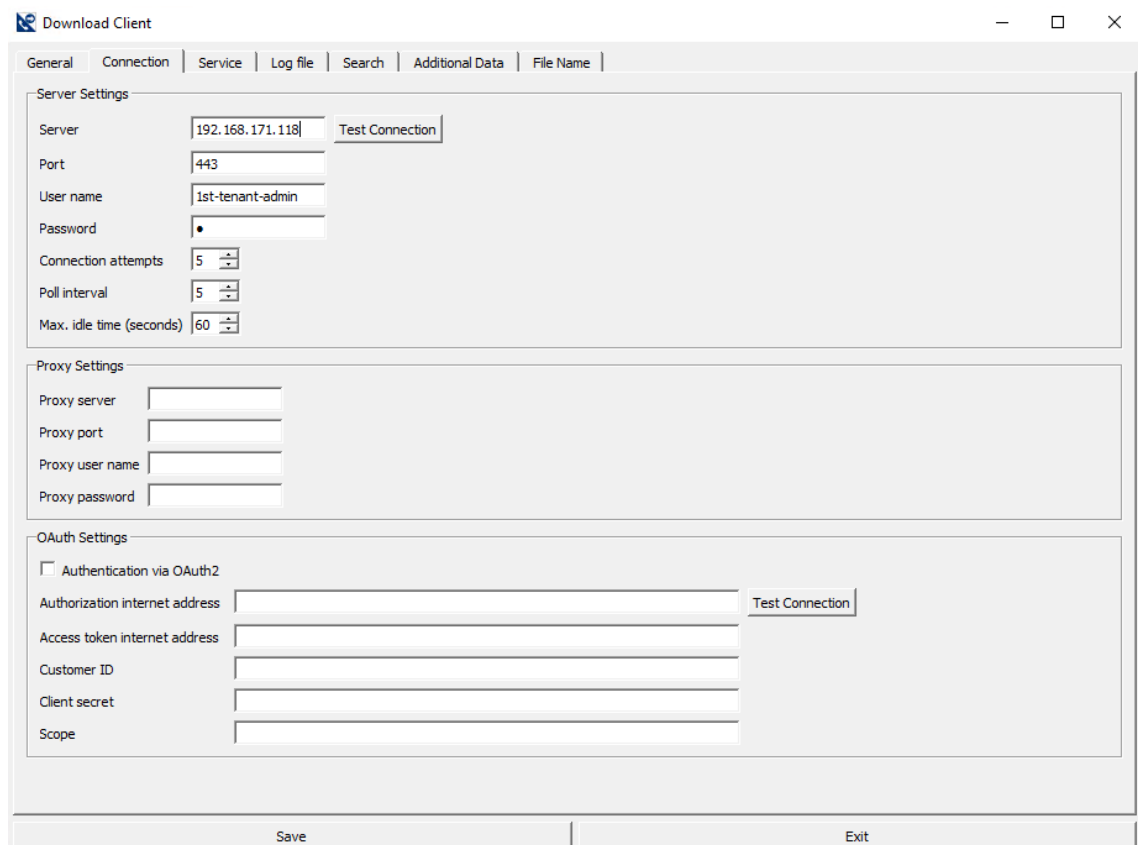 Download Client
General Connection Service Log file Search Additional Data File Name
Server Settings
Server 192.168.171.118 Test Connection
Port 443
User name 1st-tenant-admin
Password ●
Connection attempts 5
Poll interval 5
Max. idle time (seconds) 60
Proxy Settings
Proxy server
Proxy port
Proxy user name
Proxy password
OAuth Settings
Authentication via OAuth2
Authorization internet address Test Connection
Access token internet address
Customer ID
Client secret
Scope
Save Exit